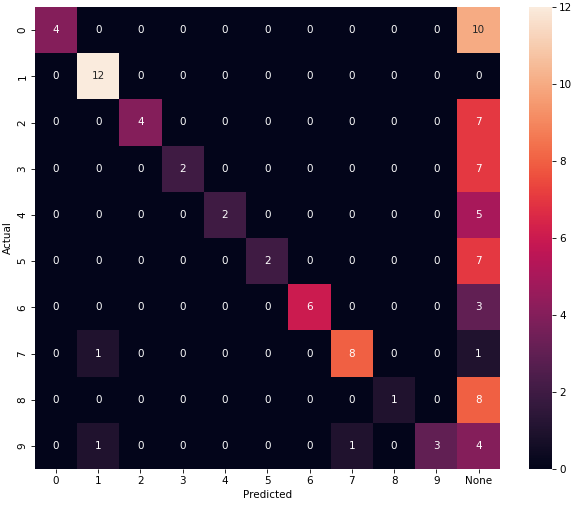 12
0 4 0 0 0 0 0 0 0 0 0 10
1 0 12 0 0 0 0 0 0 0 0 0
10
2 0 0 4 0 0 0 0 0 0 0 7
8
3 0 0 0 2 0 0 0 0 0 0 7
4 0 0 0 0 2 0 0 0 0 0 5
6
Actual
5 0 0 0 0 0 2 0 0 0 0 7
4
6 0 0 0 0 0 0 6 0 0 0 3
7 0 1 0 0 0 0 0 8 0 0 1
2
8 0 0 0 0 0 0 0 0 1 0 8
9 0 1 0 0 0 0 0 1 0 3 4
0
0 1 2 3 4 5 6 7 8 9 None
Predicted